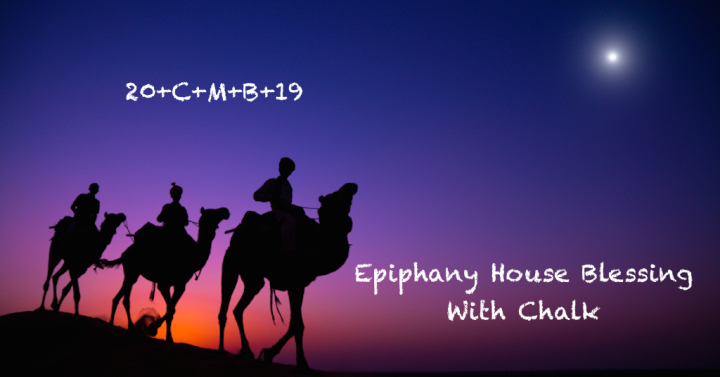 20+C+M+B+19
Epiphany House Blessing
With Chalk